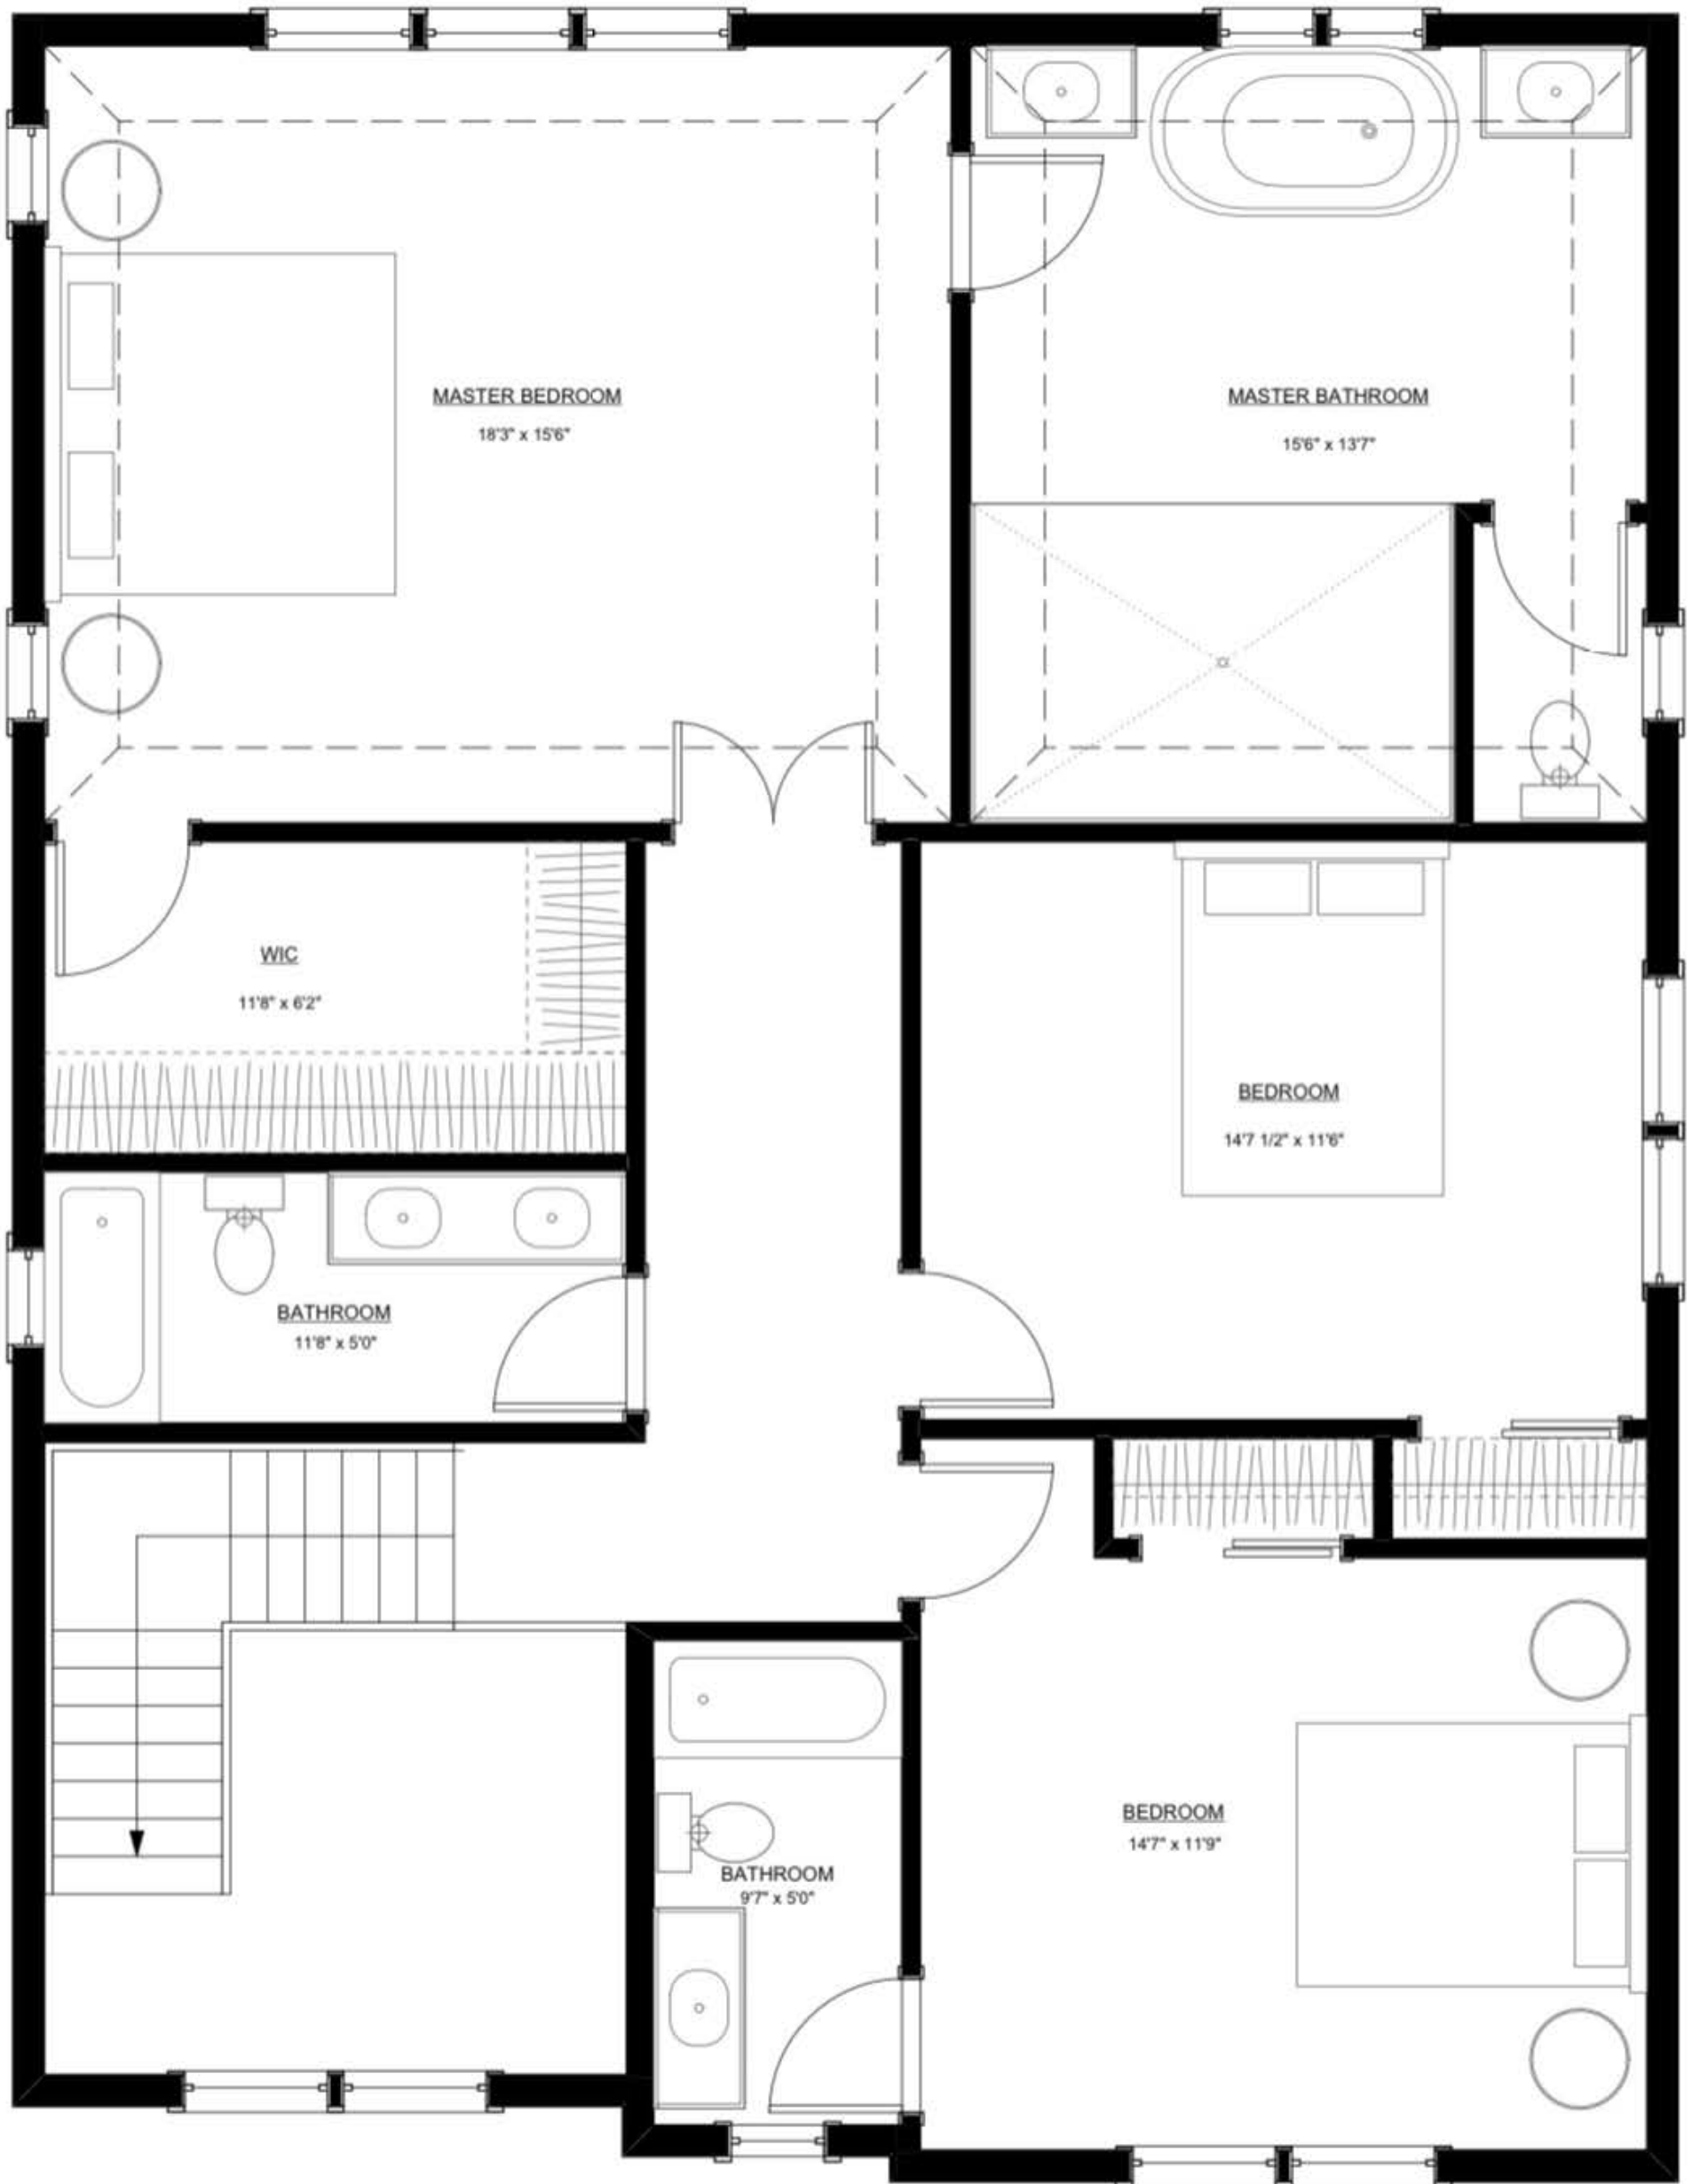 MASTER BEDROOM
18'3" x 15'6"
MASTER BATHROOM
15'6" x 13'7"
WIC
11'8" x 6'2"
BEDROOM
14'7 1/2" x 11'6"
BATHROOM
11'8" x 5'0"
BEDROOM
14'7" x 11'9"
BATHROOM
9'7" x 5'0"